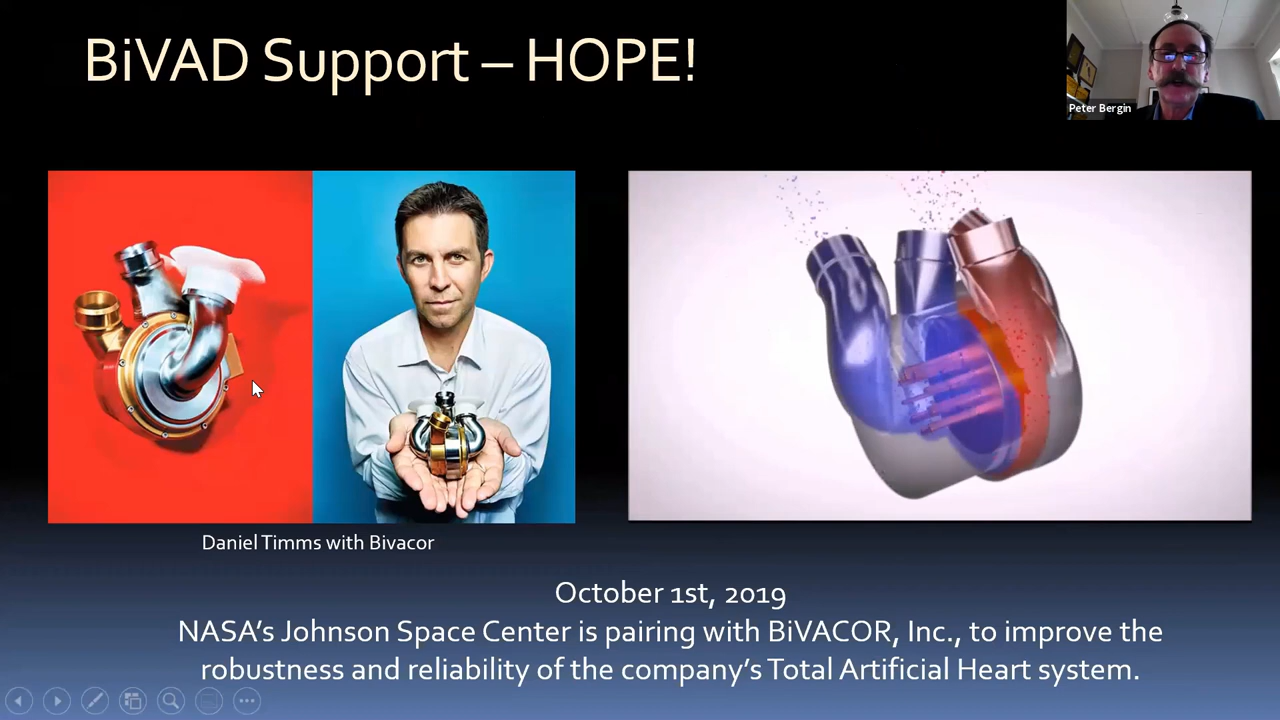 BiVAD Support – HOPE!
Peter Bergin
Daniel Timms with Bivacor
October 1st, 2019
NASA's Johnson Space Center is pairing with BiVACOR, Inc., to improve the
robustness and reliability of the company's Total Artificial Heart system.